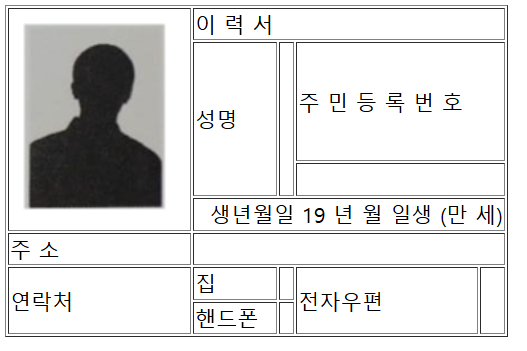 이 력 서
성명
주 민 등 록 번 호
생년월일 19 년 월 일생 (만 세)
주 소
연락처
집
전자우편
핸드폰